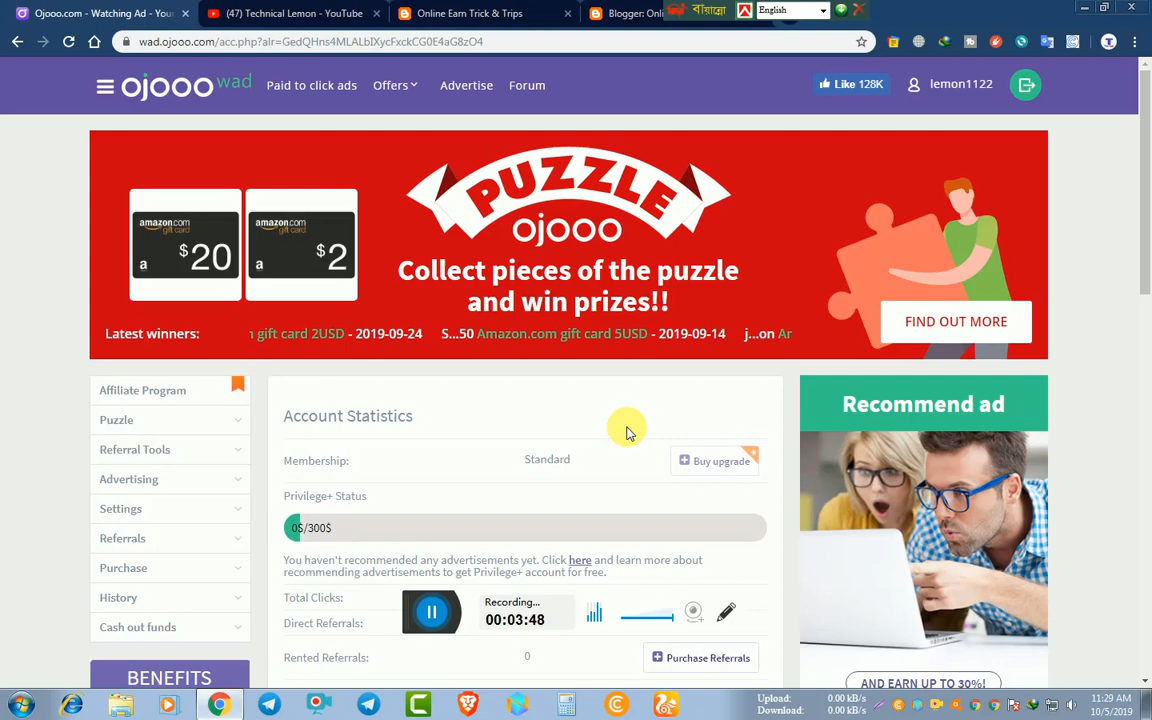 Ojooo.com - Watching Ad - You
(47) Technical Lemon - YouTube
Online Earn Trick & Trips
Blogger: Onli
বায়ান্নো
English
wad.ojooo.com/acc.php?alr=GedQHns4MLALbIXycFxckCG0E4aG8zO4
ojooo wad
Paid to click ads
Offers
Advertise
Forum
Like 128K
lemon1122
PUZZLE
ojooo
amazon.com
gift card
$20
a
amazon.com
gift card
$2
a
Collect pieces of the puzzle
and win prizes!!
FIND OUT MORE
Latest winners:
gift card 2USD - 2019-09-24 S...50 Amazon.com gift card 5USD - 2019-09-14 j...on Ar
Affiliate Program
Puzzle
Referral Tools
Advertising
Settings
Referrals
Purchase
History
Cash out funds
BENEFITS
Account Statistics
Membership:
Standard
Buy upgrade
Privilege+ Status
0$/300$
You haven't recommended any advertisements yet. Click here and learn more about
recommending advertisements to get Privilege+ account for free.
Total Clicks:
Direct Referrals:
Rented Referrals:
0
Purchase Referrals
Recording...
00:03:48
Recommend ad
AND EARN UP TO 30%!
Upload: 0.00 kB/s
Download: 0.00 kB/s
11:29 AM
10/5/2019